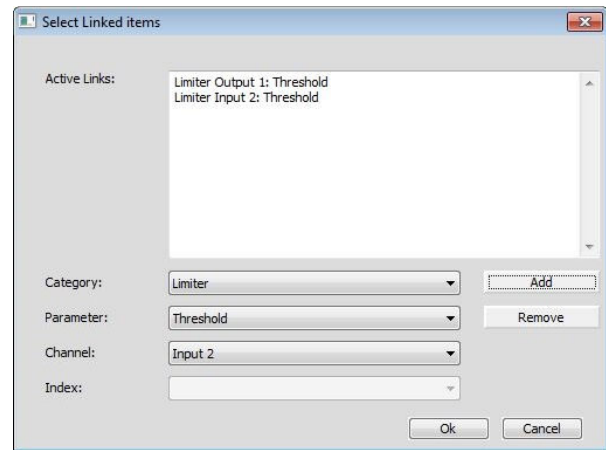 Select Linked items
Active Links:
Limiter Output 1: Threshold
Limiter Input 2: Threshold
Category:
Limiter
Add
Parameter:
Threshold
Remove
Channel:
Input 2
Index:
Ok
Cancel